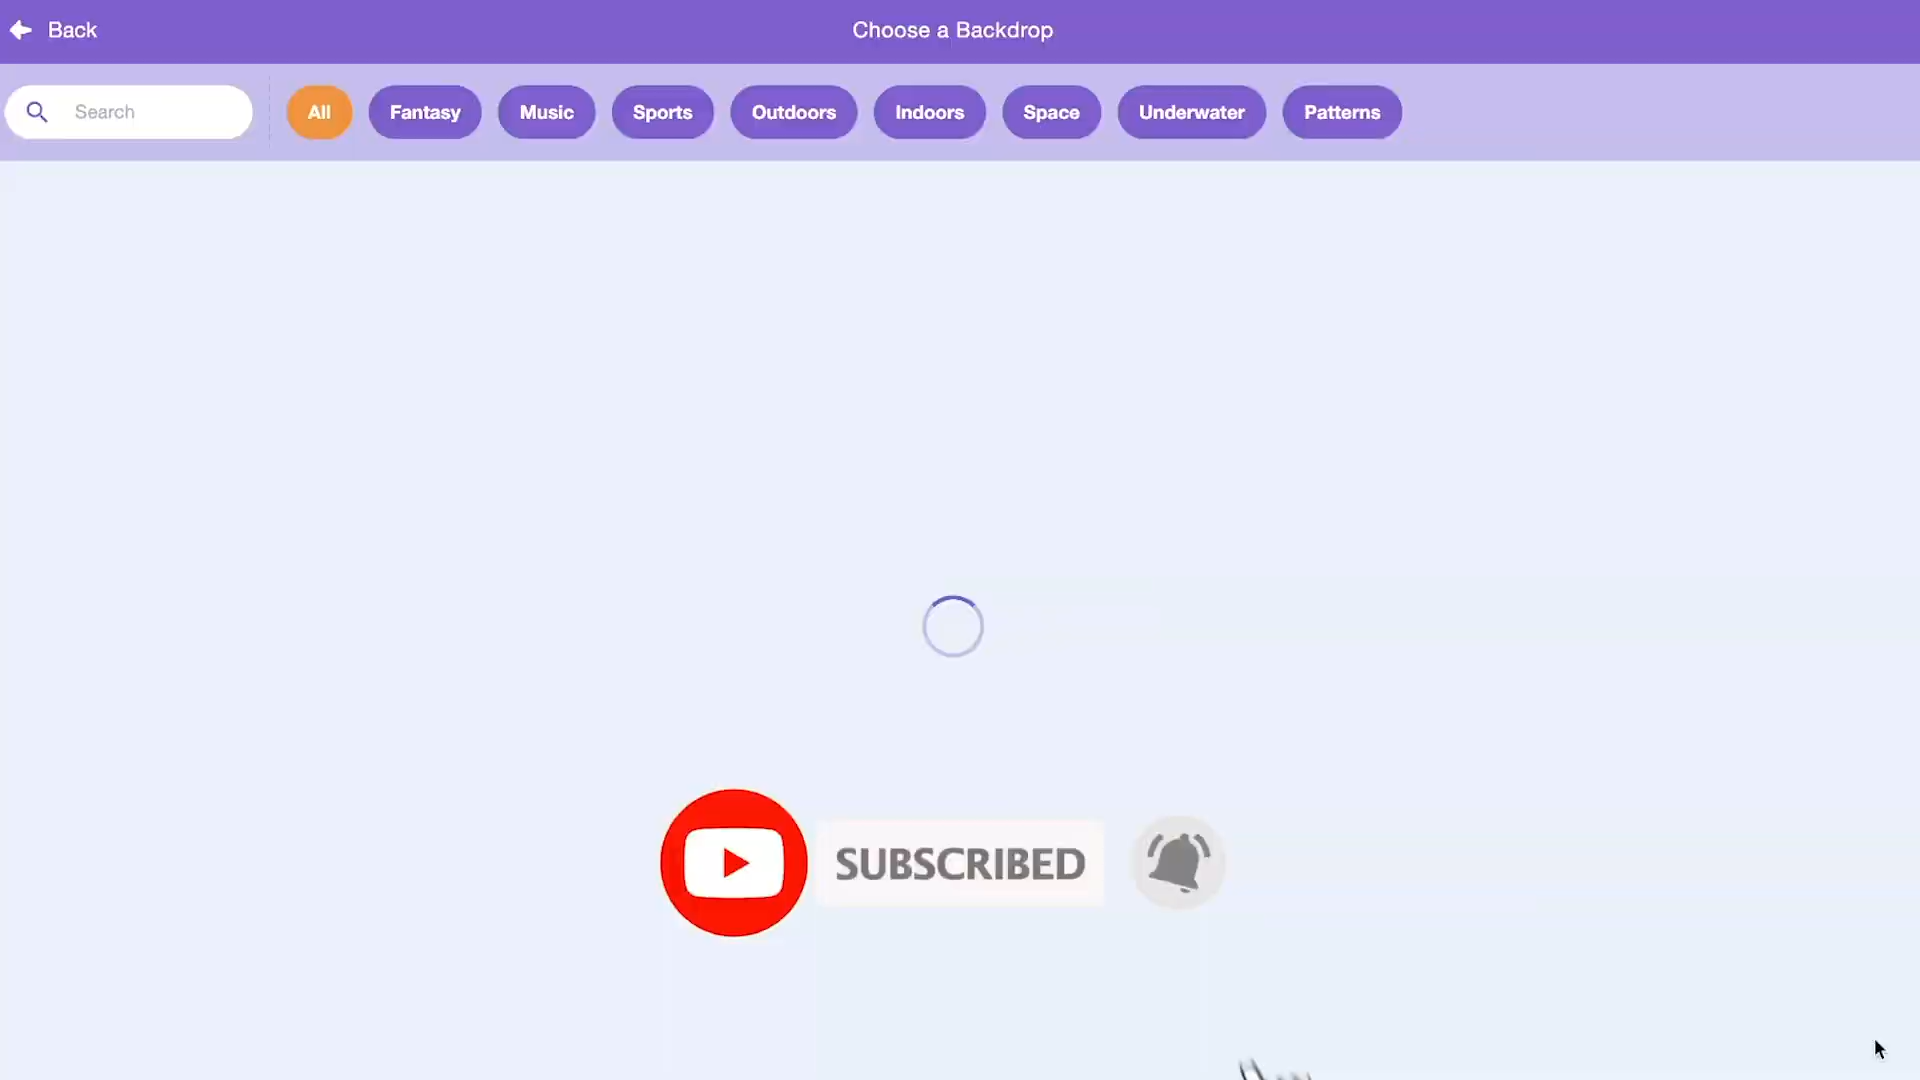 Back
Choose a Backdrop
Search
All
Fantasy
Music
Sports
Outdoors
Indoors
Space
Underwater
Patterns
SUBSCRIBED